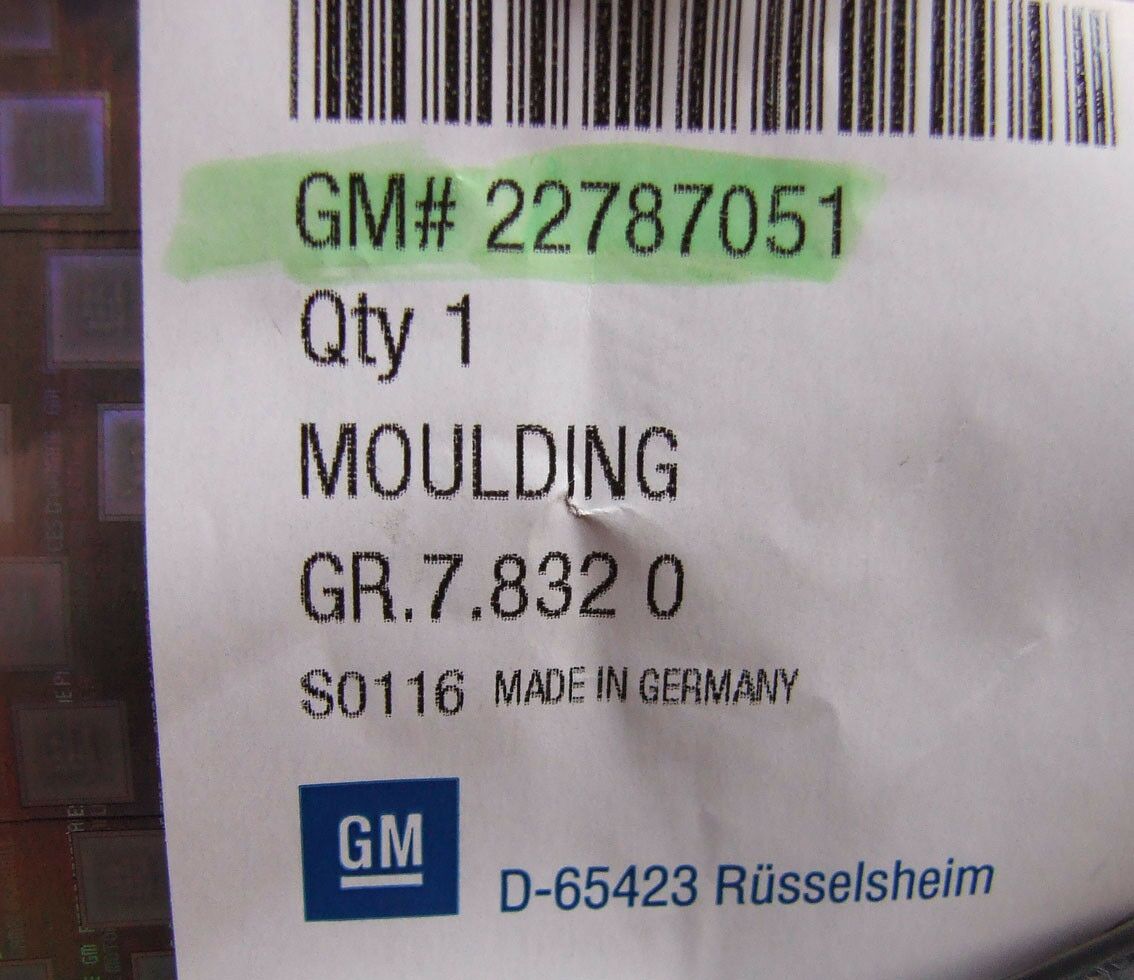 GM# 22787051
Qty 1
MOULDING
GR.7.832 0
S0116 MADE IN GERMANY
GM
D-65423 Rüsselsheim